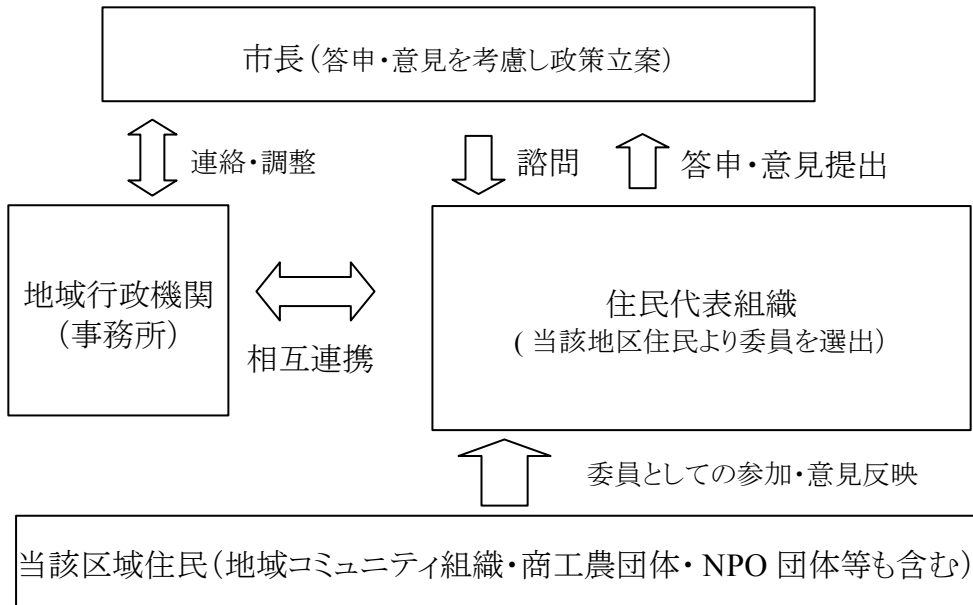 市長（答申・意見を考慮し政策立案）
連絡・調整
諮問
答申・意見提出
地域行政機関
（事務所）
相互連携
住民代表組織
( 当該地区住民より委員を選出）
委員としての参加・意見反映
当該区域住民（地域コミュニティ組織・商工農団体・ NPO 団体等も含む）